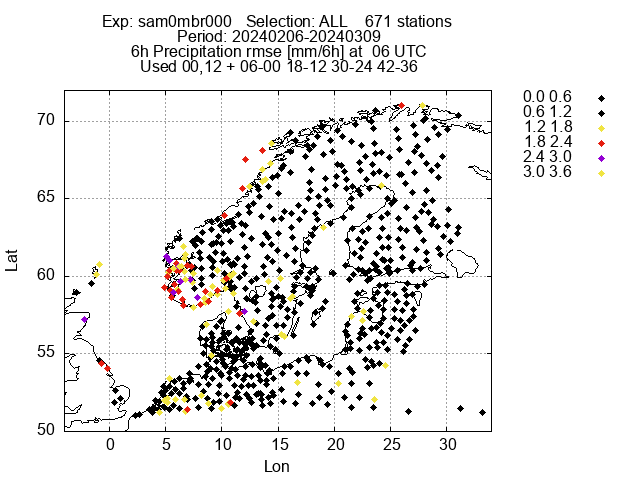 Exp: sam0mbr000   Selection: ALL    671 stations
Period: 20240206-20240309
6h Precipitation rmse [mm/6h] at  06 UTC
Used 00,12 + 06-00 18-12 30-24 42-36
0.0 0.6
0.6 1.2
1.2 1.8
1.8 2.4
2.4 3.0
3.0 3.6
70
65
60
55
50
Lat
0 5 10 15 20 25 30
Lon